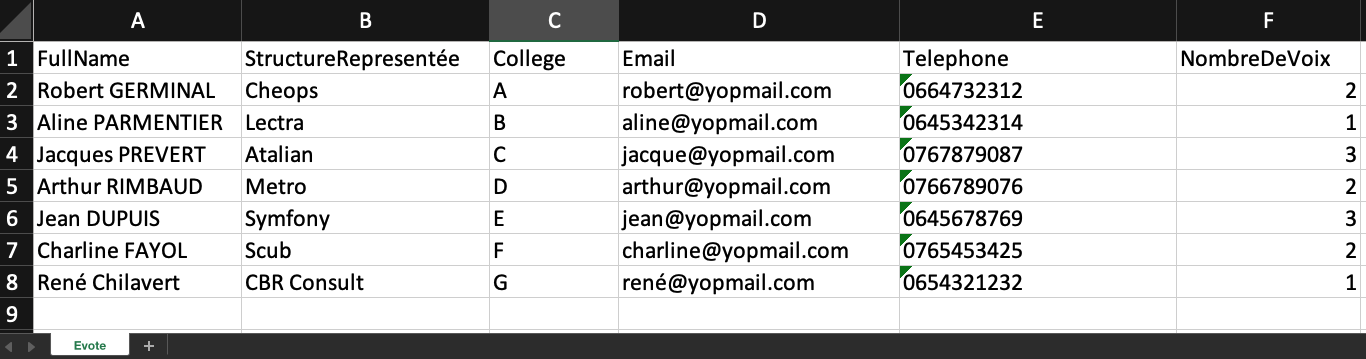 A B C D E F
1 FullName StructureReprésentée College Email Telephone NombreDeVoix
2 Robert GERMINAL Cheops A robert@yopmail.com 0664732312 2
3 Aline PARMENTIER Lectra B aline@yopmail.com 0645342314 1
4 Jacques PREVERT Atalian C jacque@yopmail.com 0767879087 3
5 Arthur RIMBAUD Metro D arthur@yopmail.com 0766789076 2
6 Jean DUPUIS Symfony E jean@yopmail.com 0645678769 3
7 Charline FAYOL Scub F charline@yopmail.com 0765453425 2
8 René Chilavert CBR Consult G rené@yopmail.com 0654321232 1
9
Evote +